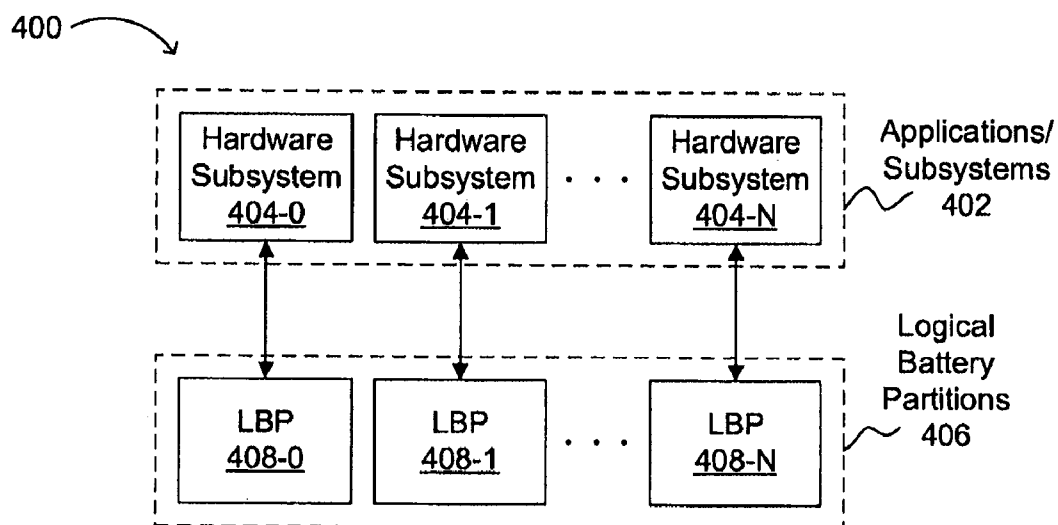 400
Hardware
Subsystem
404-0
Hardware
Subsystem
404-1
. . .
Hardware
Subsystem
404-N
Applications/
Subsystems
402
LBP
408-0
LBP
408-1
. . .
LBP
408-N
Logical
Battery
Partitions
406